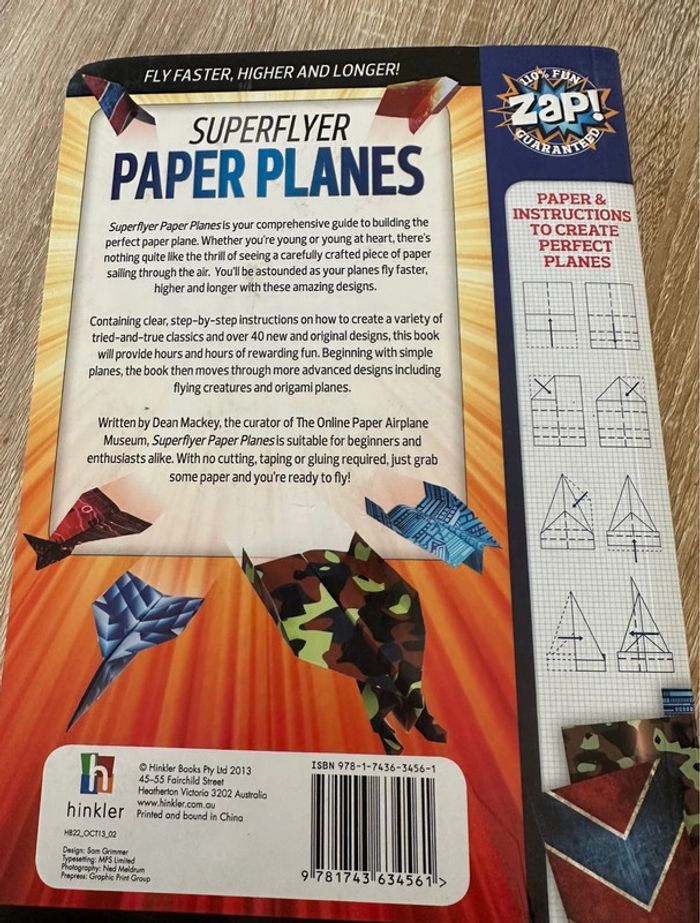 FLY FASTER, HIGHER AND LONGER!
SUPERFLYER
PAPER PLANES
Superflyer Paper Planes is your comprehensive guide to building the
perfect paper plane. Whether you're young or young at heart, there's
nothing quite like the thrill of seeing a carefully crafted piece of paper
sailing through the air. You'll be astounded as your planes fly faster,
higher and longer with these amazing designs.
Containing clear, step-by-step instructions on how to create a variety of
tried-and-true classics and over 40 new and original designs, this book
will provide hours and hours of rewarding fun. Beginning with simple
planes, the book then moves through more advanced designs including
flying creatures and origami planes.
Written by Dean Mackey, the curator of The Online Paper Airplane
Museum, Superflyer Paper Planes is suitable for beginners and
enthusiasts alike. With no cutting, taping or gluing required, just grab
some paper and you're ready to fly!
110% FUN
ZAP!
GUARANTEED
PAPER &
INSTRUCTIONS
TO CREATE
PERFECT
PLANES
h
hinkler
© Hinkler Books Pty Ltd 2013
45–55 Fairchild Street
Heatherton Victoria 3202 Australia
www.hinkler.com.au
Printed and bound in China
HB22_OCT13_02
Design: Sam Grimmer
Typesetting: MPS Limited
Photography: Ned Meldrum
Prepress: Graphic Print Group
ISBN 978-1-7436-3456-1
9 781743 634561 >